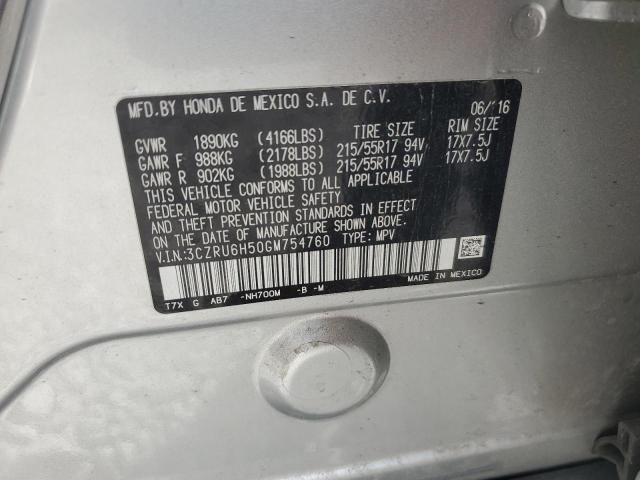 MFD.BY HONDA DE MEXICO S.A. DE C.V. 06/16
TIRE SIZE RIM SIZE
GVWR 1890KG (4166LBS)
GAWR F 988KG (2178LBS) 215/55R17 94V 17X7.5J
GAWR R 902KG (1988LBS) 215/55R17 94V 17X7.5J
THIS VEHICLE CONFORMS TO ALL APPLICABLE
FEDERAL MOTOR VEHICLE SAFETY
AND THEFT PREVENTION STANDARDS IN EFFECT
ON THE DATE OF MANUFACTURE SHOWN ABOVE.
V.I.N.:3CZRU6H50GM754760 TYPE: MPV
T7X G AB7 -NH700M -B -M MADE IN MEXICO